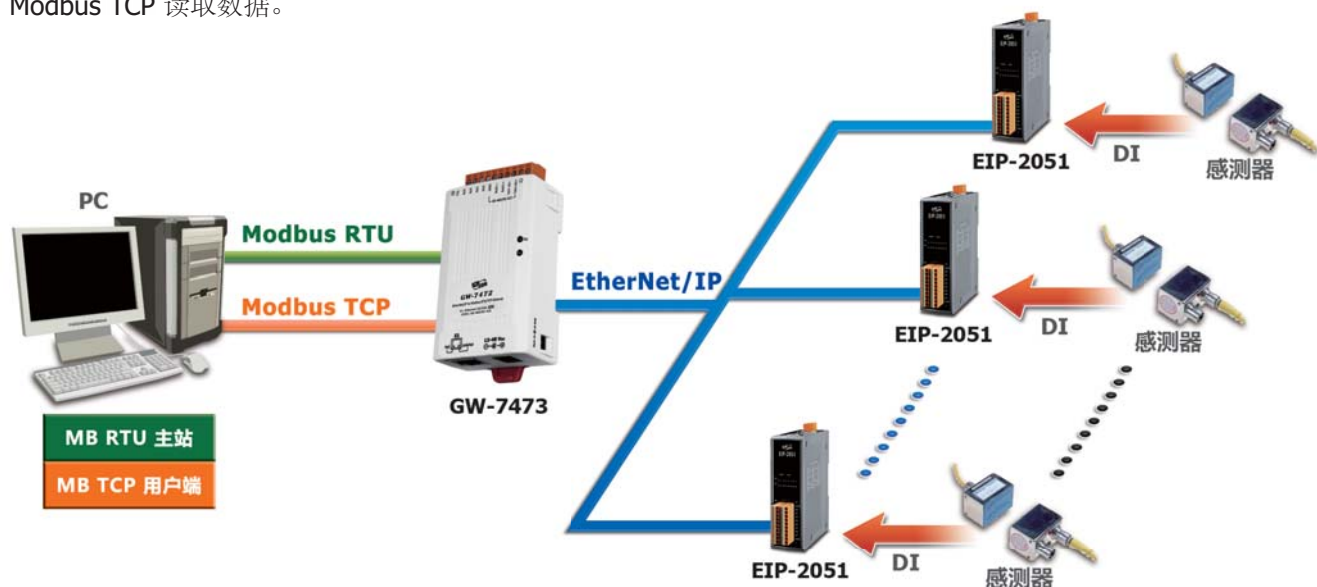 Modbus TCP 读取数据。
PC
Modbus RTU
Modbus TCP
GW-7472
GW-7473
EtherNet/IP
EIP-2051
DI
感测器
EIP-2051
DI
感测器
EIP-2051
DI
感测器
MB RTU 主站
MB TCP 用户端